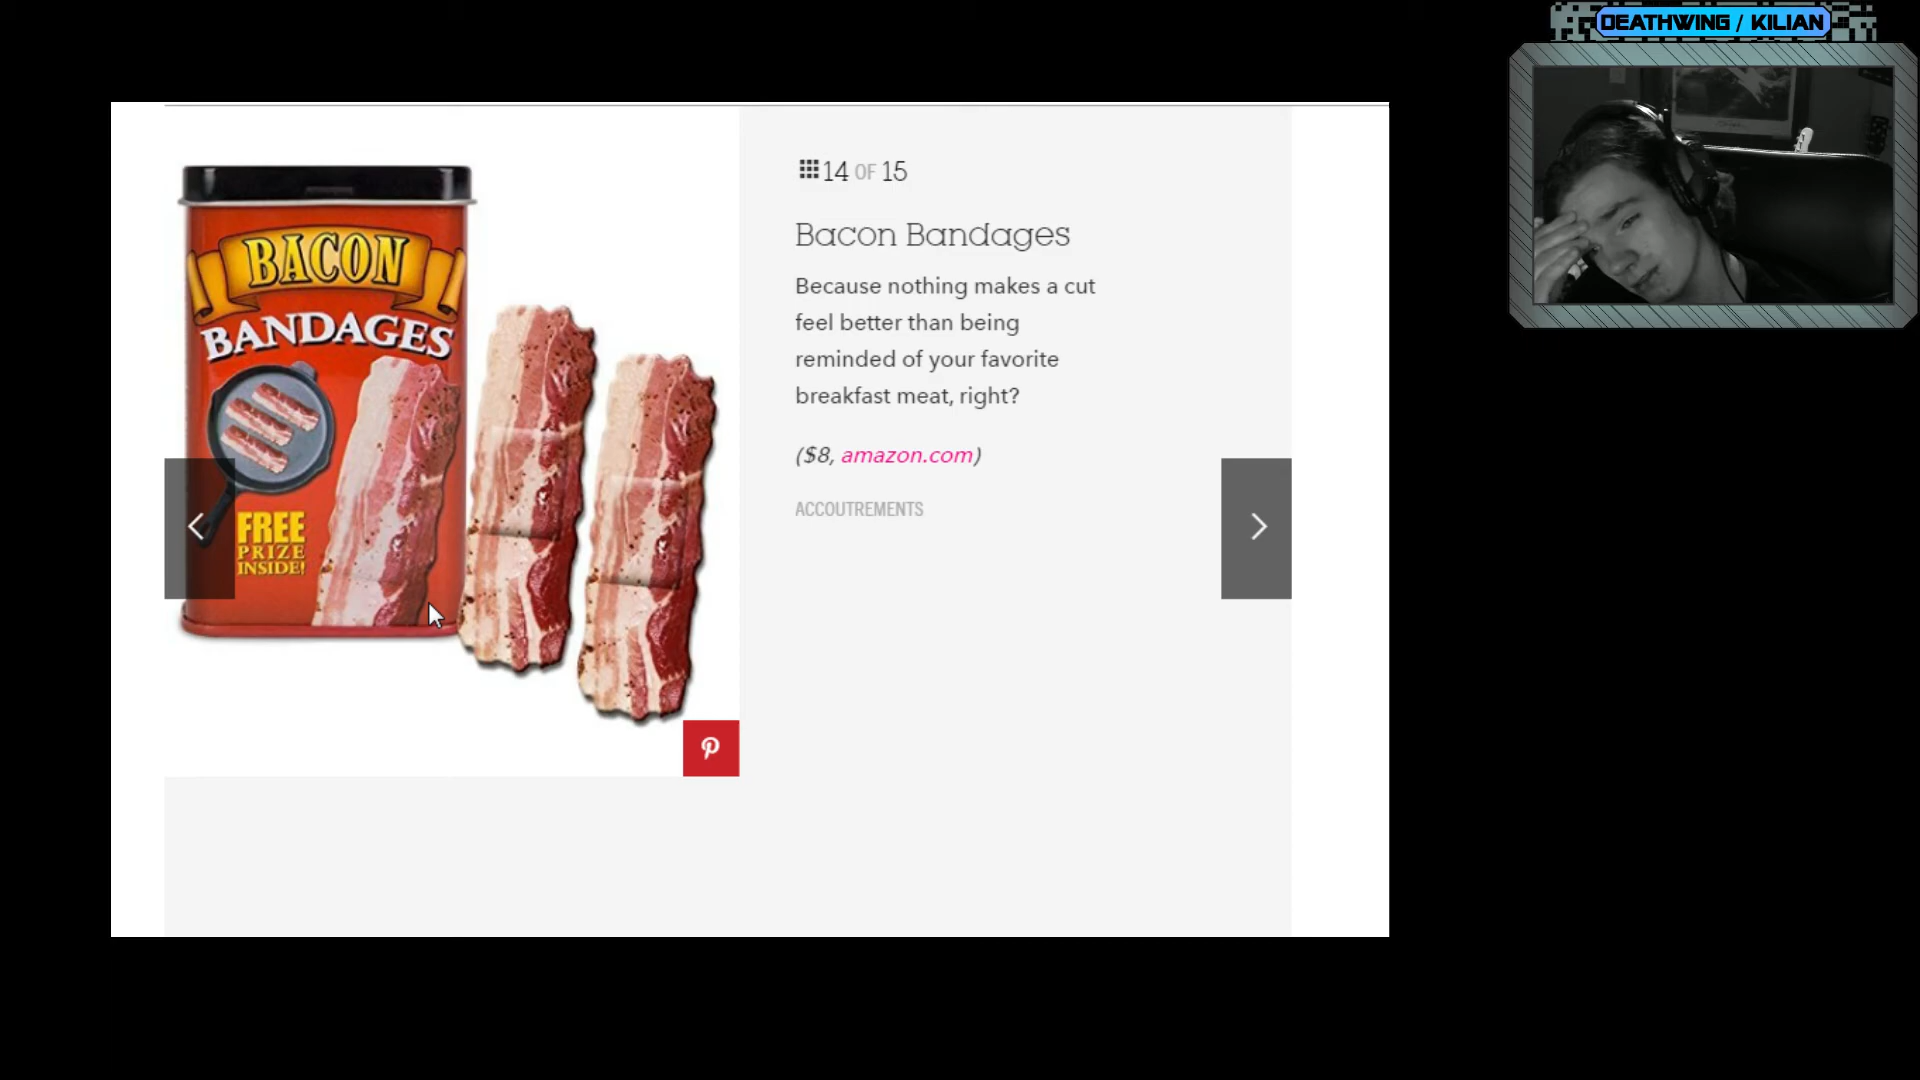 DEATHWING / KILIAN
BACON
BANDAGES
FREE
PRIZE
INSIDE!
14 OF 15
Bacon Bandages
Because nothing makes a cut
feel better than being
reminded of your favorite
breakfast meat, right?
($8, amazon.com)
ACCOUTREMENTS